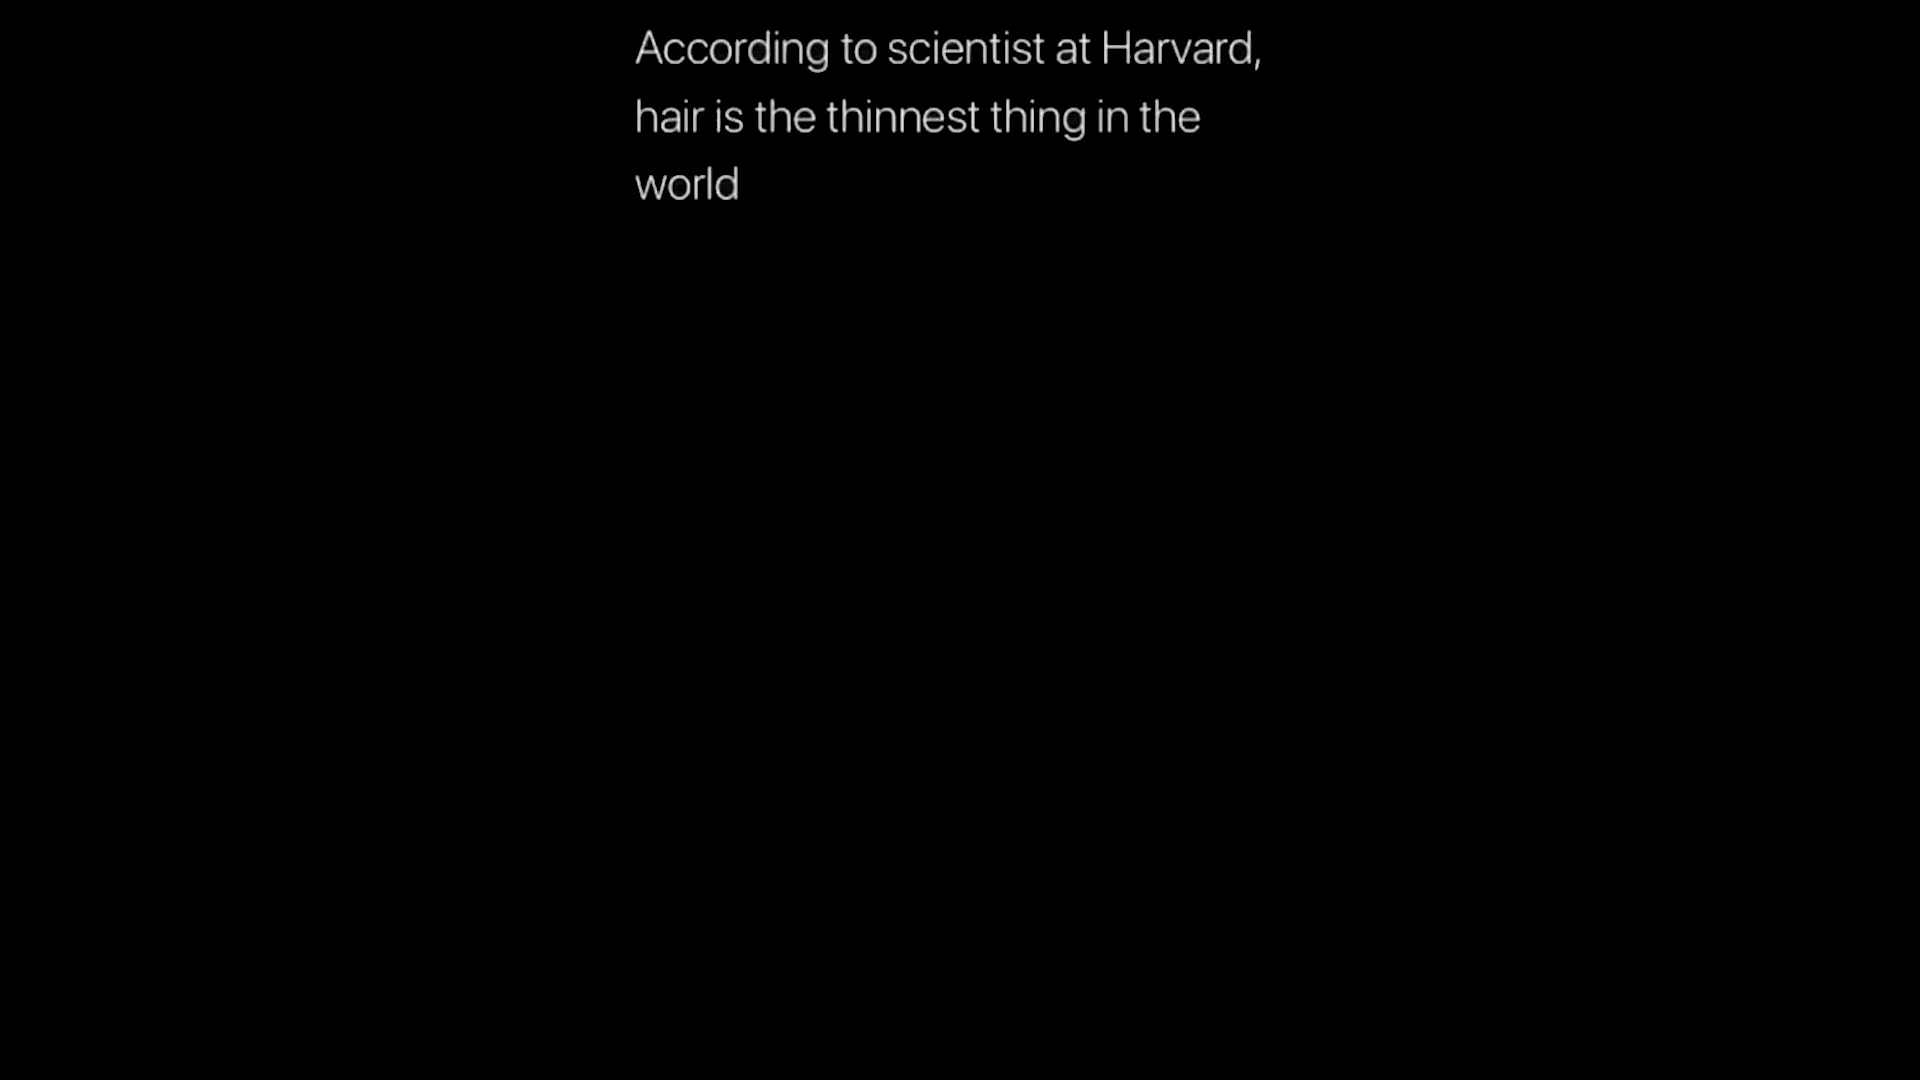 According to scientist at Harvard,
hair is the thinnest thing in the
world